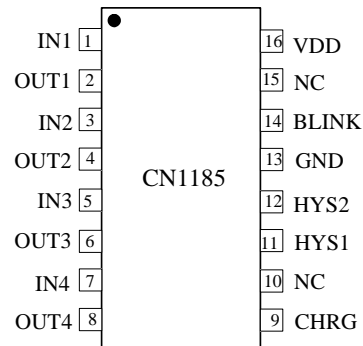 IN1 1 16 VDD
OUT1 2 15 NC
IN2 3 14 BLINK
OUT2 4 13 GND
CN1185
IN3 5 12 HYS2
OUT3 6 11 HYS1
IN4 7 10 NC
OUT4 8 9 CHRG